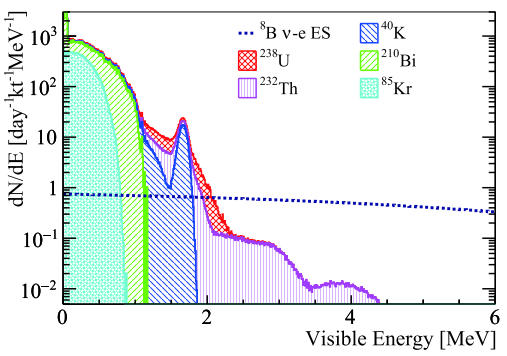 dN/dE [day⁻¹kt⁻¹MeV⁻¹]
10³
10²
10
1
10⁻¹
10⁻²
⁸B ν-e ES
²³⁸U
²³²Th
⁴⁰K
²¹⁰Bi
⁸⁵Kr
0 2 4 6
Visible Energy [MeV]